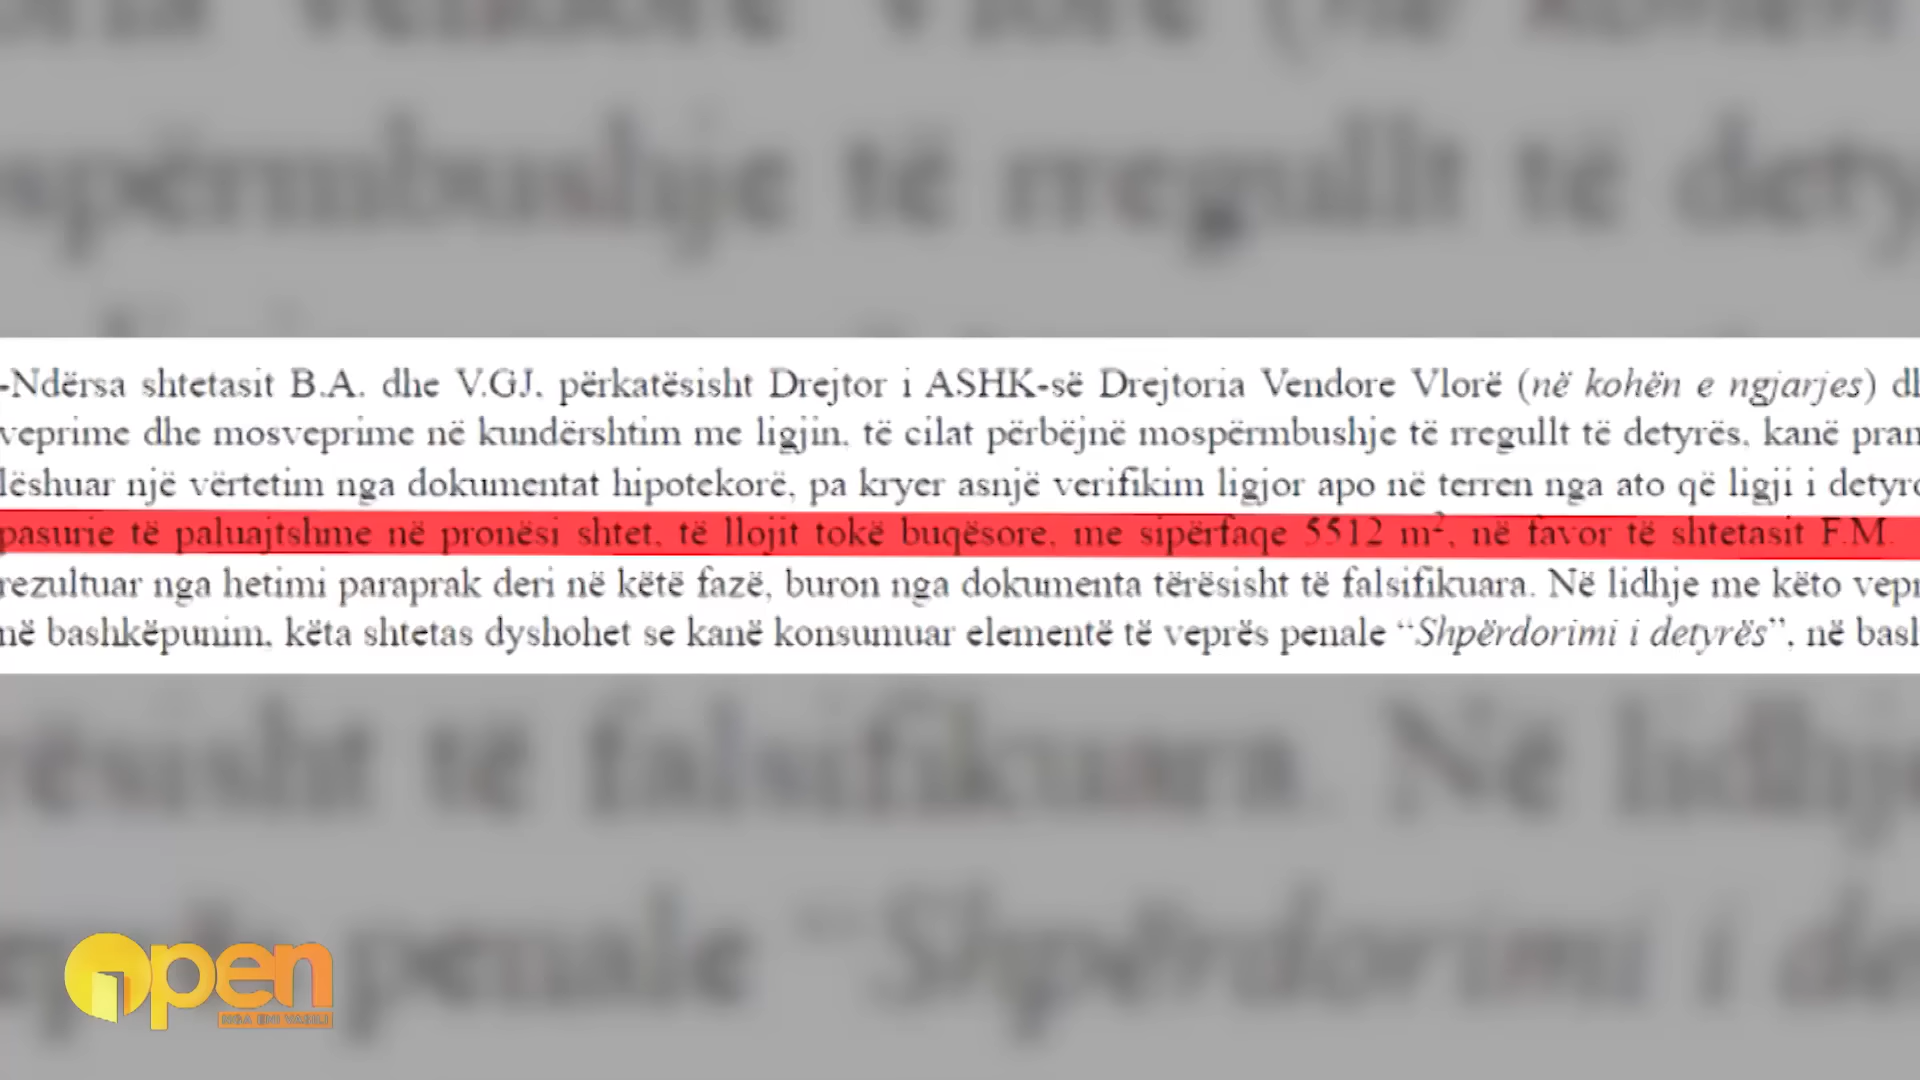 -Ndërsa shtetasit B.A. dhe V.GJ. përkatësisht Drejtor i ASHK-së Drejtoria Vendore Vlorë (në kohën e ngjarjes)
veprime dhe mosveprime në kundërshtim me ligjin, të cilat përbëjnë mospërmbushje të rregullt të detyrës, kanë
lëshuar një vërtetim nga dokumentat hipotekorë, pa kryer asnjë verifikim ligjor apo në terren nga ato që ligji i
pasurie të paluajtshme në pronësi shtet, të llojit tokë buqësore, me sipërfaqe 5512 m², në favor të shtetasit F.M.
rezultuar nga hetimi paraprak deri në këtë fazë, buron nga dokumenta tërësisht të falsifikuara. Në lidhje me këto
në bashkëpunim, këta shtetas dyshohet se kanë konsumuar elementë të veprës penale “Shpërdorimi i detyrës”, në
open
NGA ENI VASILI